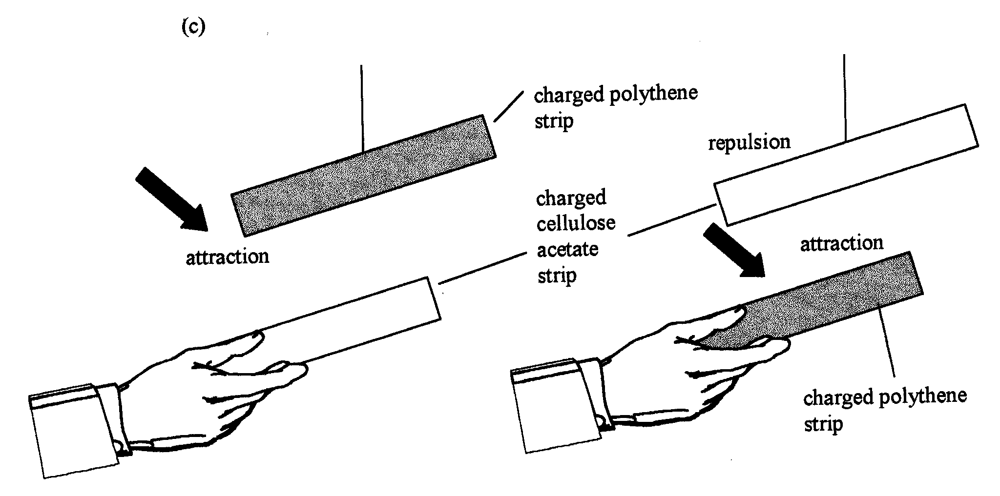 (c)
charged polythene
strip
repulsion
charged
cellulose
acetate
strip
attraction
attraction
charged polythene
strip